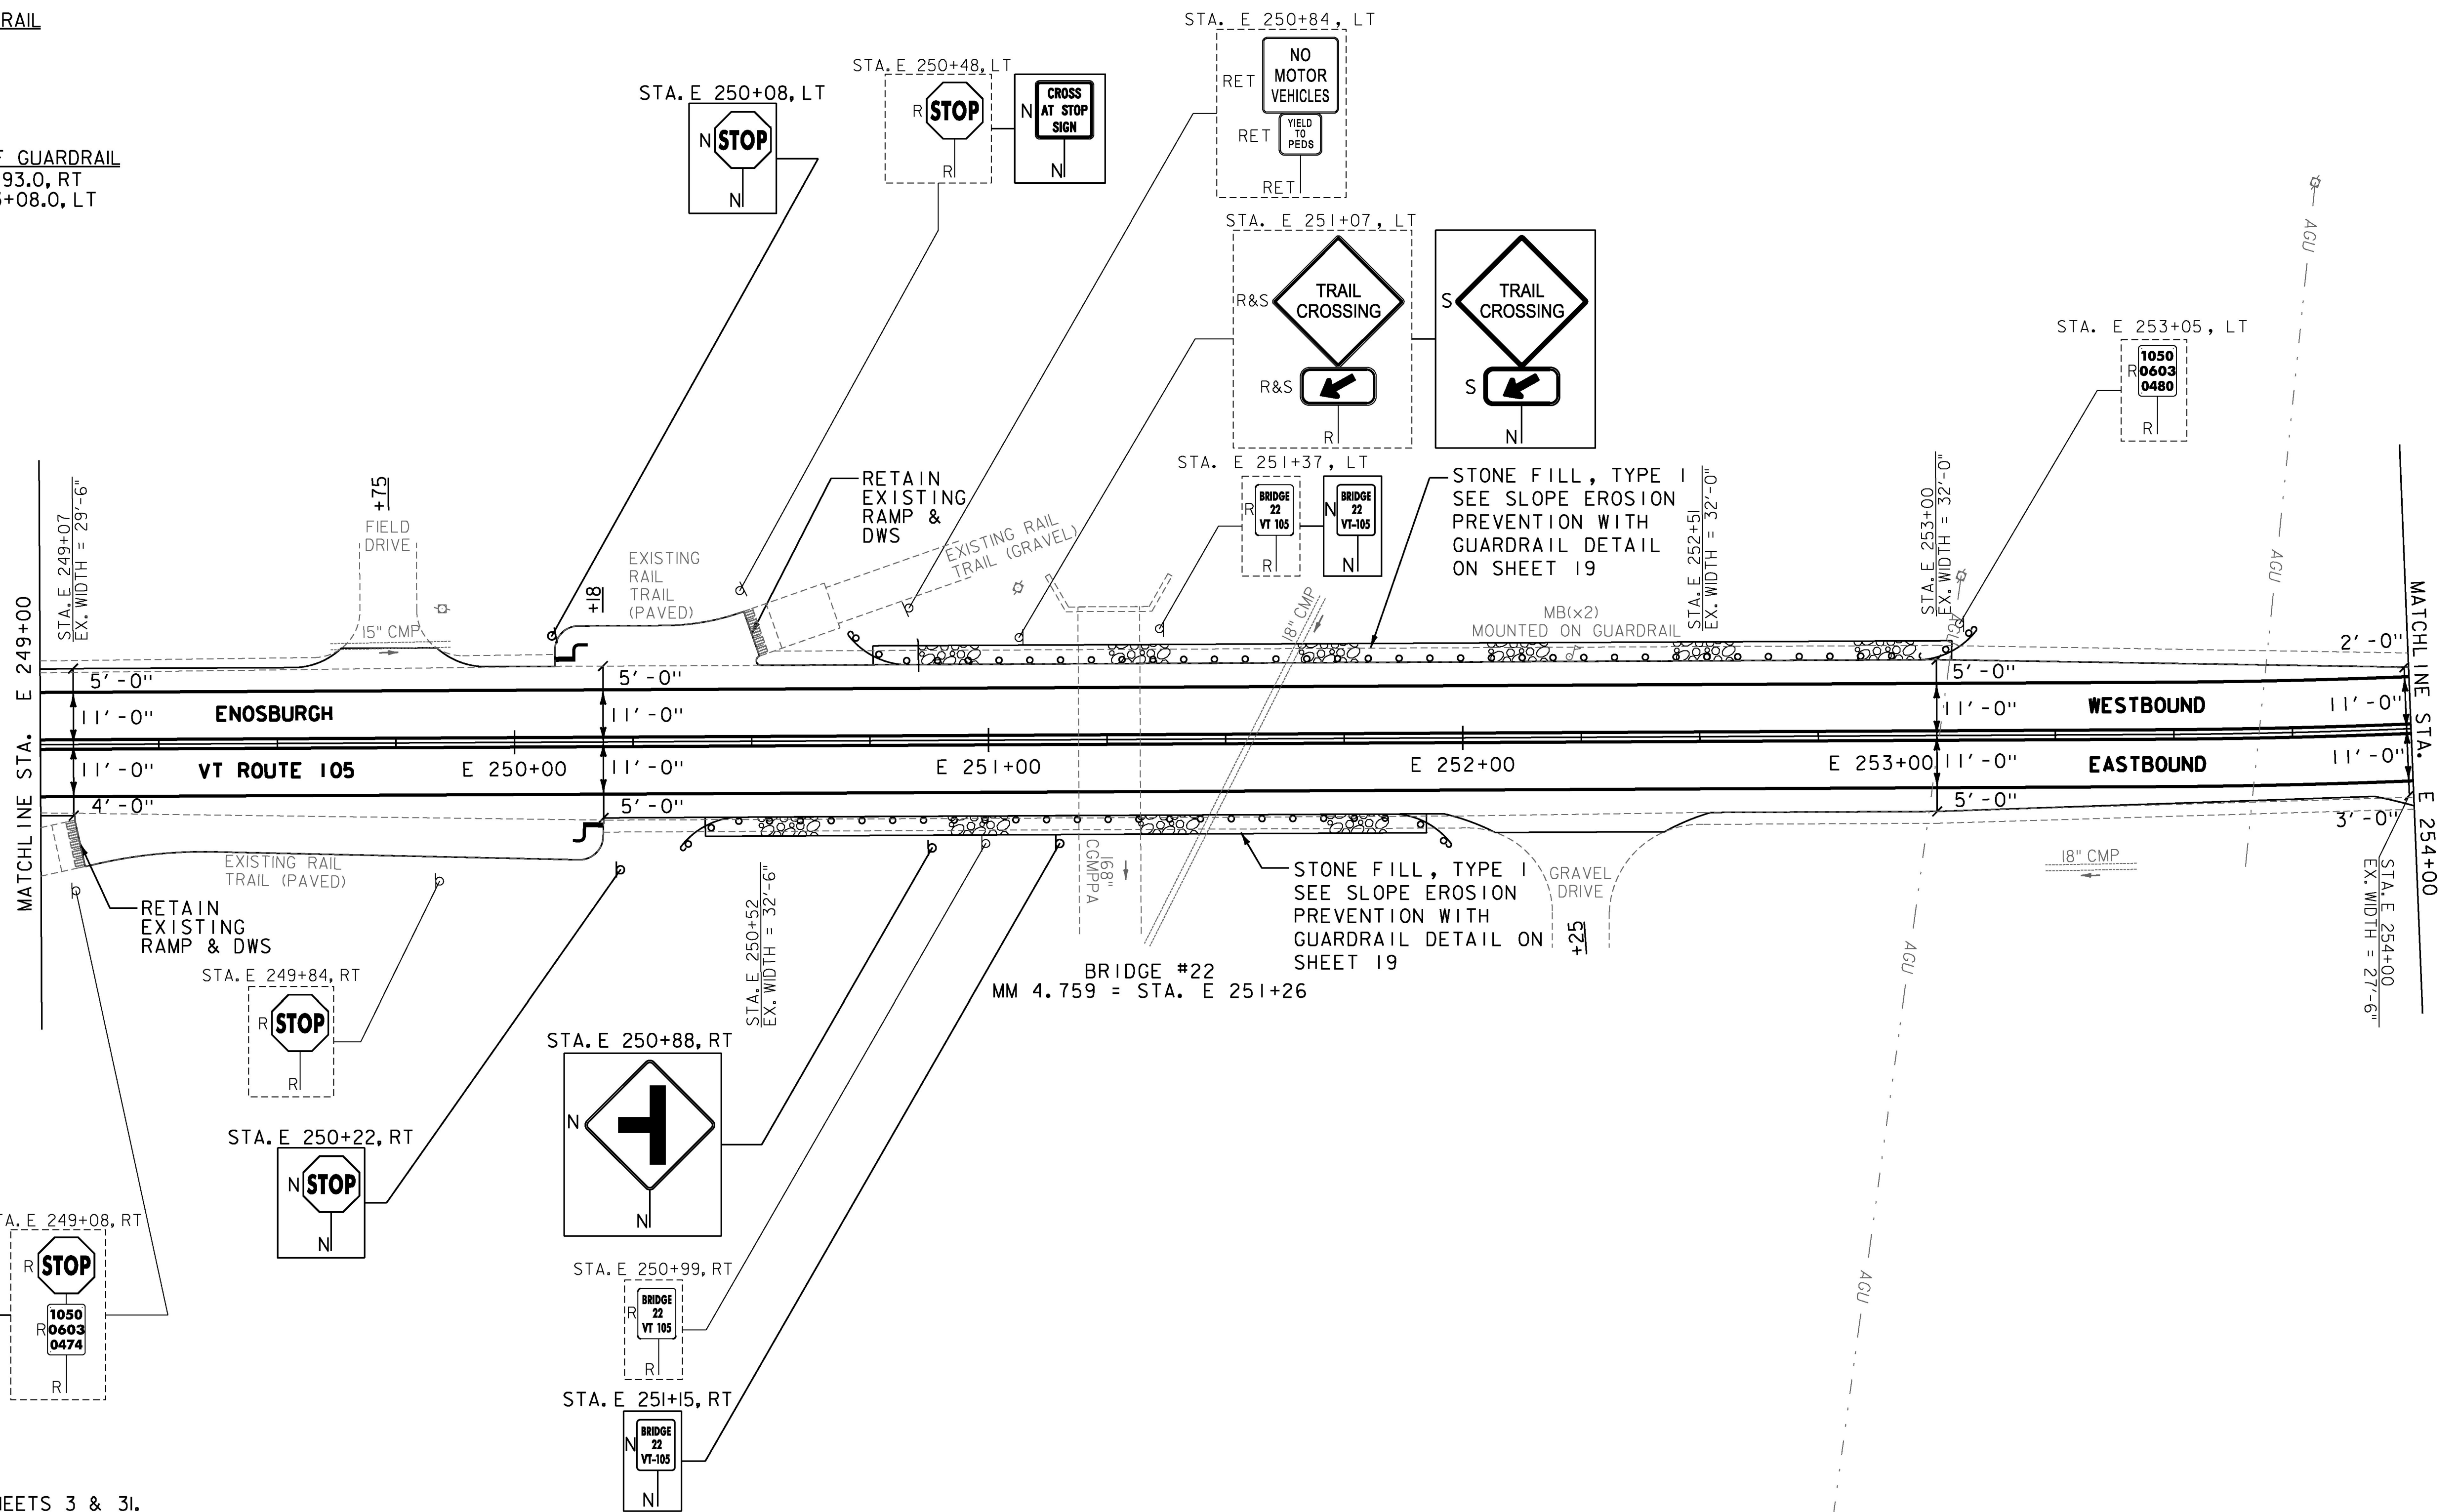 RAIL
GUARDRAIL
93.0, RT
+08.0, LT
STA. E 250+08, LT
N STOP
N
STA. E 250+48, LT
R STOP
R
N CROSS
AT STOP
SIGN
N
STA. E 250+84, LT
RET NO
MOTOR
VEHICLES
RET YIELD
TO
PEDS
RET
STA. E 251+07, LT
R&S TRAIL
CROSSING
R&S
R
S TRAIL
CROSSING
S
N
STA. E 251+37, LT
R BRIDGE
22
VT 105
R
N BRIDGE
22
VT-105
N
STA. E 253+05, LT
1050
R 0603
0480
R
AGU
AGU
AGU
AGU
AGU
MATCHLINE STA. E 249+00
STA. E 249+07
EX. WIDTH = 29'-6"
+75
FIELD
DRIVE
15" CMP
+18
EXISTING
RAIL
TRAIL
(PAVED)
RETAIN
EXISTING
RAMP &
DWS
EXISTING RAIL
TRAIL (GRAVEL)
18" CMP
STONE FILL, TYPE I
SEE SLOPE EROSION
PREVENTION WITH
GUARDRAIL DETAIL
ON SHEET 19
MB(x2)
MOUNTED ON GUARDRAIL
STA. E 252+51
EX. WIDTH = 32'-0"
STA. E 253+00
EX. WIDTH = 32'-0"
MATCHLINE STA. E 254+00
2'-0"
5'-0"
5'-0"
5'-0"
11'-0"
ENOSBURGH
11'-0"
11'-0"
WESTBOUND
11'-0"
11'-0"
VT ROUTE 105
E 250+00
11'-0"
E 251+00
E 252+00
E 253+00
11'-0"
EASTBOUND
11'-0"
4'-0"
5'-0"
5'-0"
3'-0"
EXISTING RAIL
TRAIL (PAVED)
RETAIN
EXISTING
RAMP & DWS
168"
CGMPPA
STONE FILL, TYPE I
SEE SLOPE EROSION
PREVENTION WITH
GUARDRAIL DETAIL ON
SHEET 19
GRAVEL
DRIVE
+25
18" CMP
STA. E 254+00
EX. WIDTH = 27'-6"
STA. E 250+52
EX. WIDTH = 32'-6"
BRIDGE #22
MM 4.759 = STA. E 251+26
STA. E 249+84, RT
R STOP
R
STA. E 250+22, RT
N STOP
N
STA. E 250+88, RT
N
N
TA. E 249+08, RT
R STOP
1050
R 0603
0474
R
STA. E 250+99, RT
R BRIDGE
22
VT 105
R
STA. E 251+15, RT
N BRIDGE
22
VT-105
N
EETS 3 & 31.